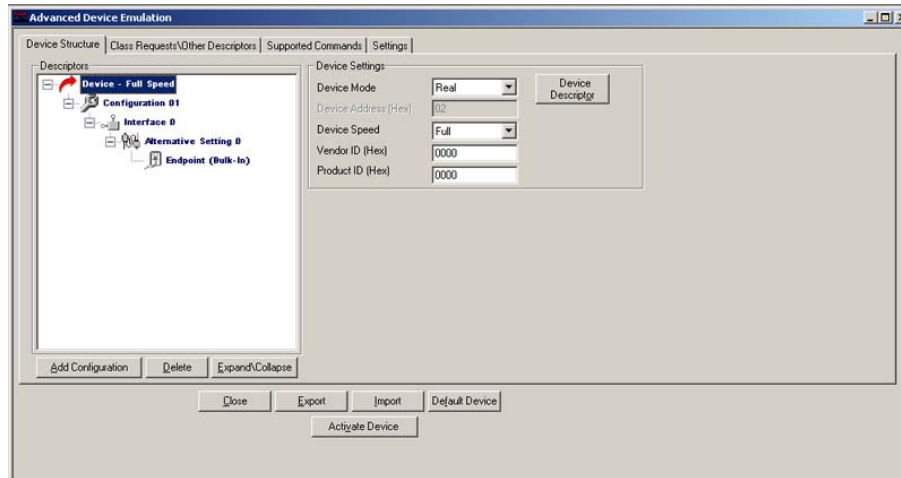 Advanced Device Emulation
Device Structure Class Requests\Other Descriptors Supported Commands Settings
Descriptors
Device - Full Speed
Configuration 01
Interface 0
Alternative Setting 0
Endpoint (Bulk-In)
Add Configuration Delete Expand\Collapse
Device Settings
Device Mode Real
Device Address (Hex) 02
Device Speed Full
Vendor ID (Hex) 0000
Product ID (Hex) 0000
Device
Descriptor
Close Export Import Default Device
Activate Device